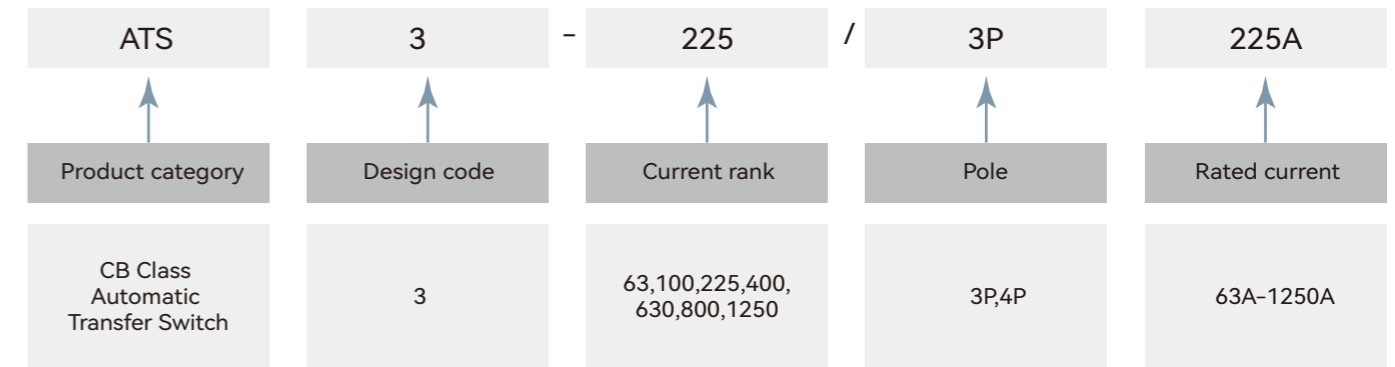 ATS 3 - 225 / 3P 225A
Product category Design code Current rank Pole Rated current
CB Class
Automatic
Transfer Switch
3
63,100,225,400,
630,800,1250
3P,4P
63A-1250A